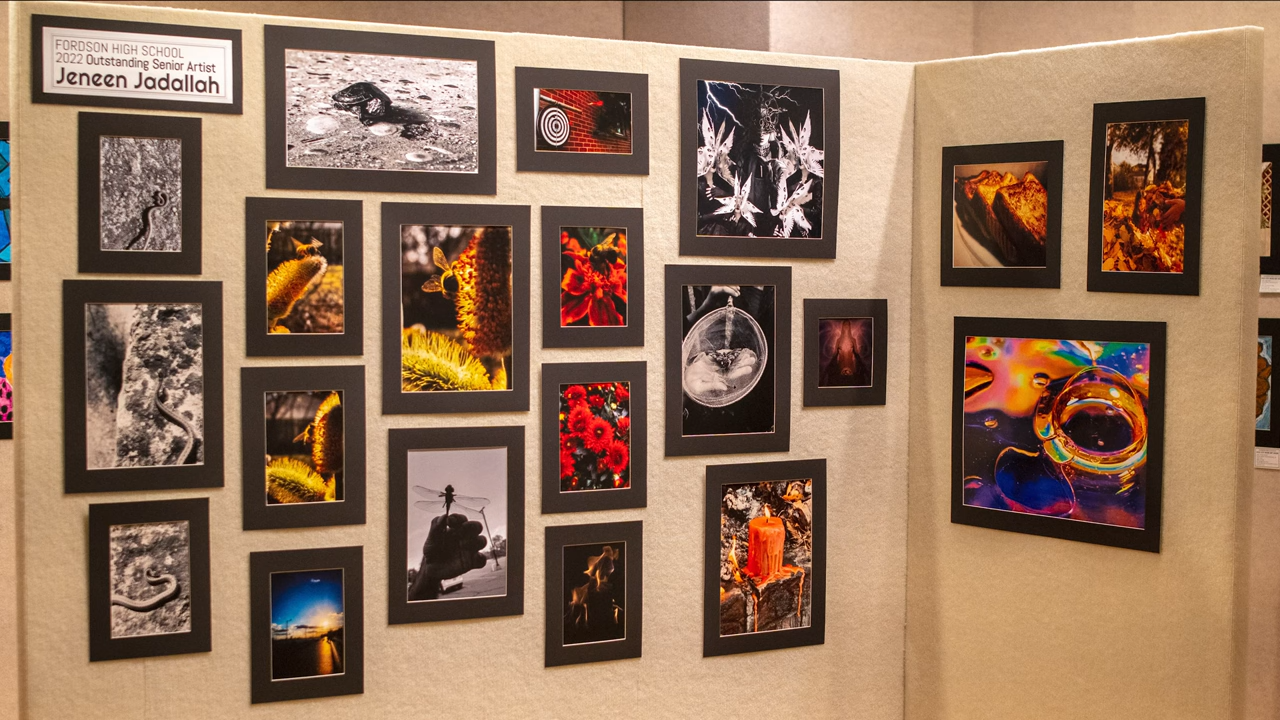 FORDSON HIGH SCHOOL
2022 Outstanding Senior Artist
Jeneen Jadallah